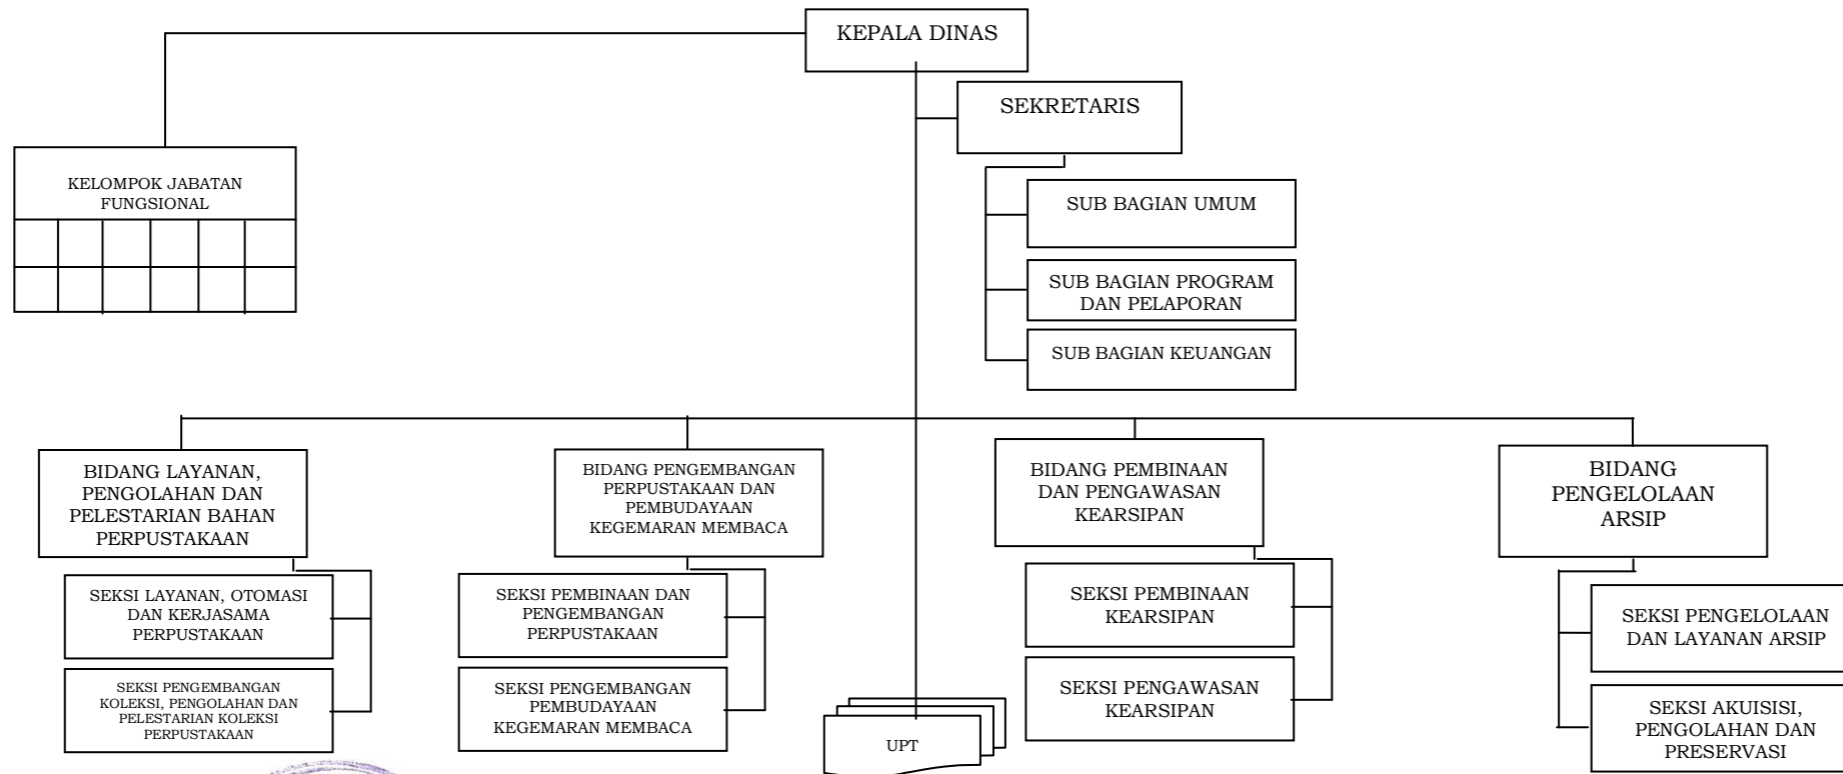 KEPALA DINAS
SEKRETARIS
KELOMPOK JABATAN
FUNGSIONAL
SUB BAGIAN UMUM
SUB BAGIAN PROGRAM
DAN PELAPORAN
SUB BAGIAN KEUANGAN
BIDANG LAYANAN,
PENGOLAHAN DAN
PELESTARIAN BAHAN
PERPUSTAKAAN
SEKSI LAYANAN, OTOMASI
DAN KERJASAMA
PERPUSTAKAAN
SEKSI PENGEMBANGAN
KOLEKSI, PENGOLAHAN DAN
PELESTARIAN KOLEKSI
PERPUSTAKAAN
BIDANG PENGEMBANGAN
PERPUSTAKAAN DAN
PEMBUDAYAAN
KEGEMARAN MEMBACA
SEKSI PEMBINAAN DAN
PENGEMBANGAN
PERPUSTAKAAN
SEKSI PENGEMBANGAN
PEMBUDAYAAN
KEGEMARAN MEMBACA
UPT
BIDANG PEMBINAAN
DAN PENGAWASAN
KEARSIPAN
SEKSI PEMBINAAN
KEARSIPAN
SEKSI PENGAWASAN
KEARSIPAN
BIDANG
PENGELOLAAN
ARSIP
SEKSI PENGELOLAAN
DAN LAYANAN ARSIP
SEKSI AKUISISI,
PENGOLAHAN DAN
PRESERVASI